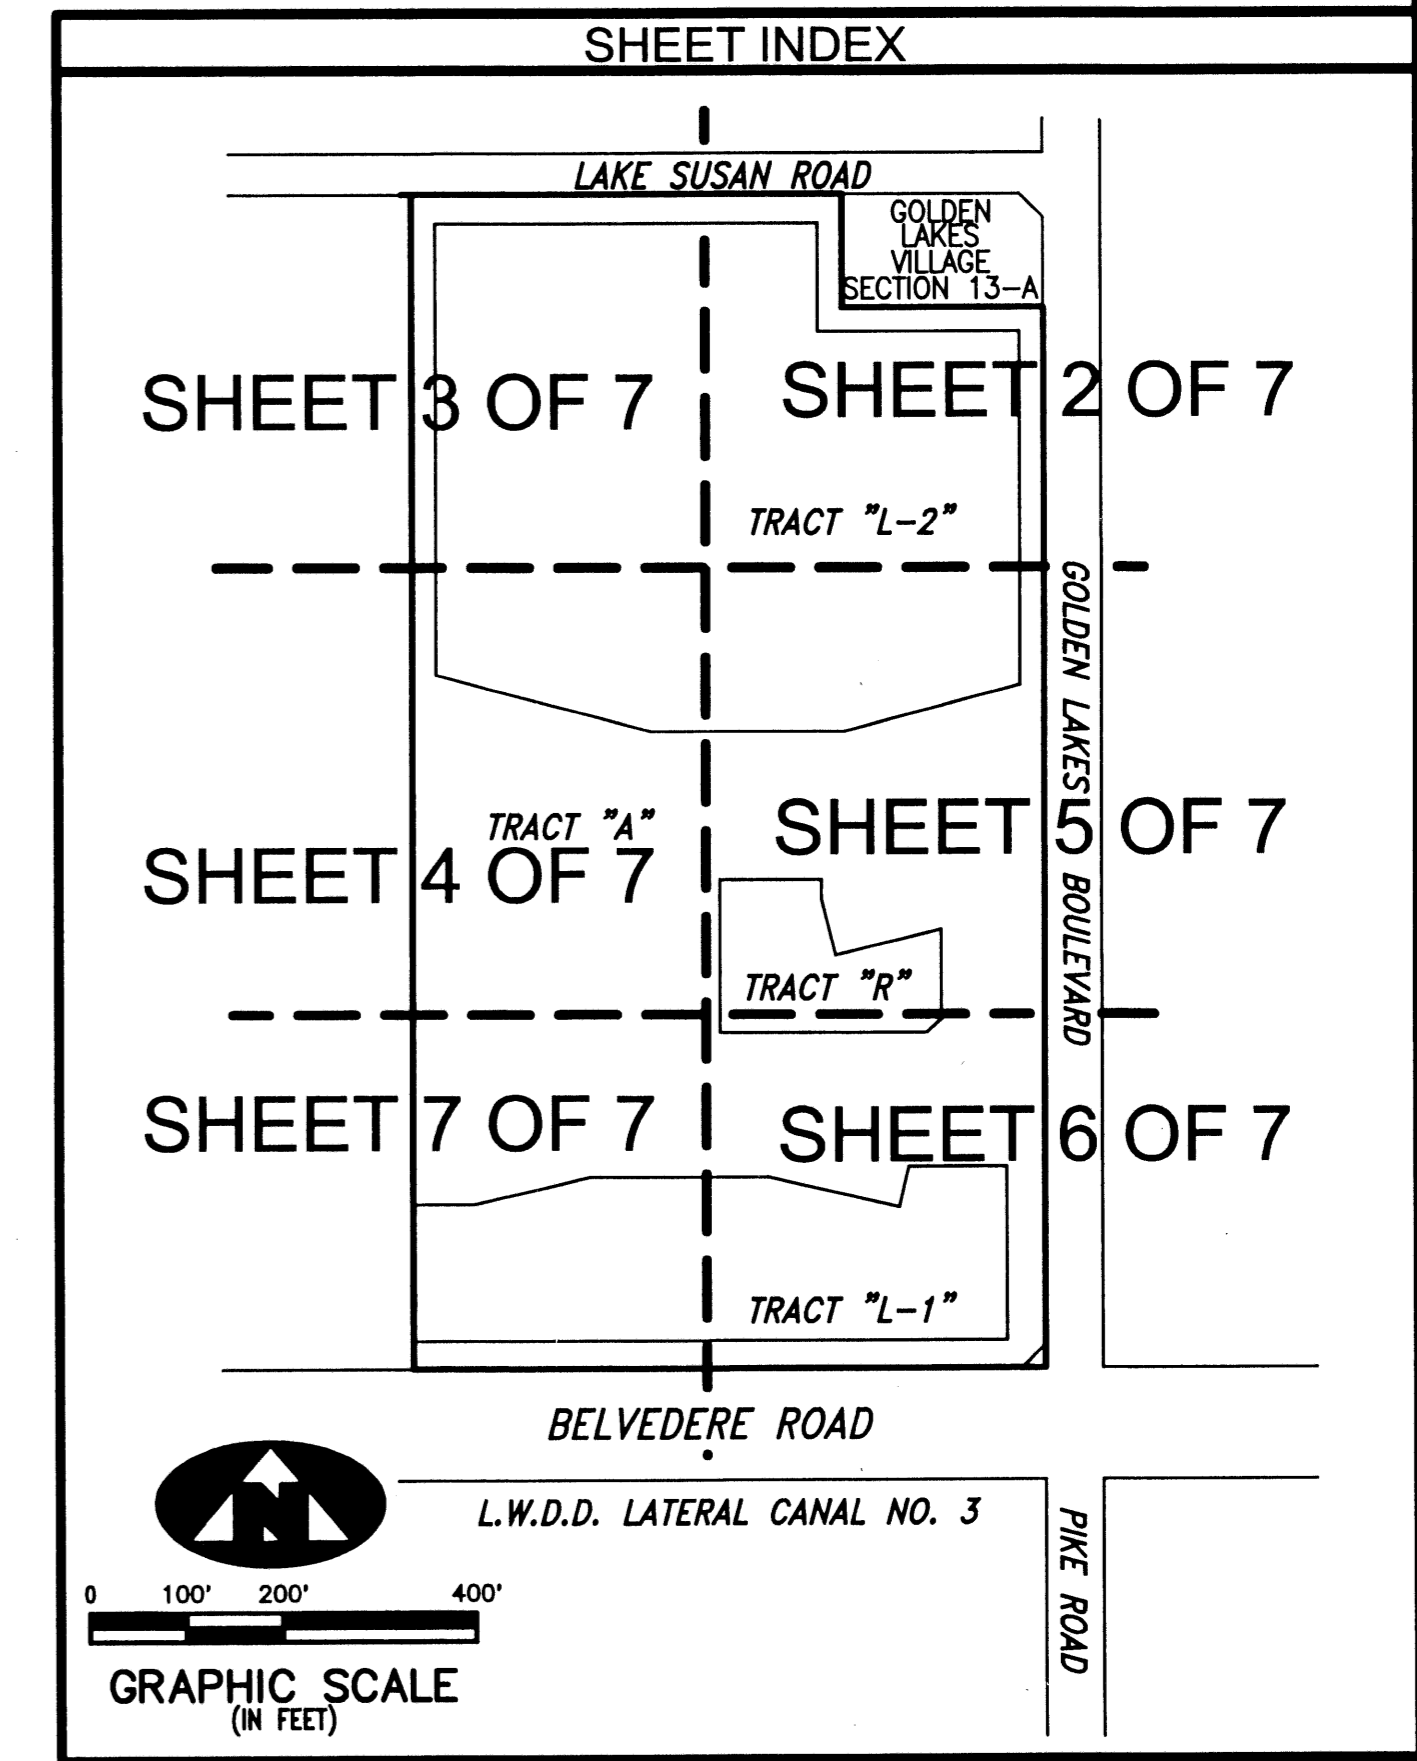 SHEET INDEX
LAKE SUSAN ROAD
GOLDEN
LAKES
VILLAGE
SECTION 13-A
SHEET 3 OF 7
SHEET 2 OF 7
TRACT "L-2"
GOLDEN LAKES BOULEVARD
TRACT "A"
SHEET 4 OF 7
SHEET 5 OF 7
TRACT "R"
SHEET 7 OF 7
SHEET 6 OF 7
TRACT "L-1"
BELVEDERE ROAD
L.W.D.D. LATERAL CANAL NO. 3
PIKE ROAD
N
0 100' 200' 400'
GRAPHIC SCALE
(IN FEET)